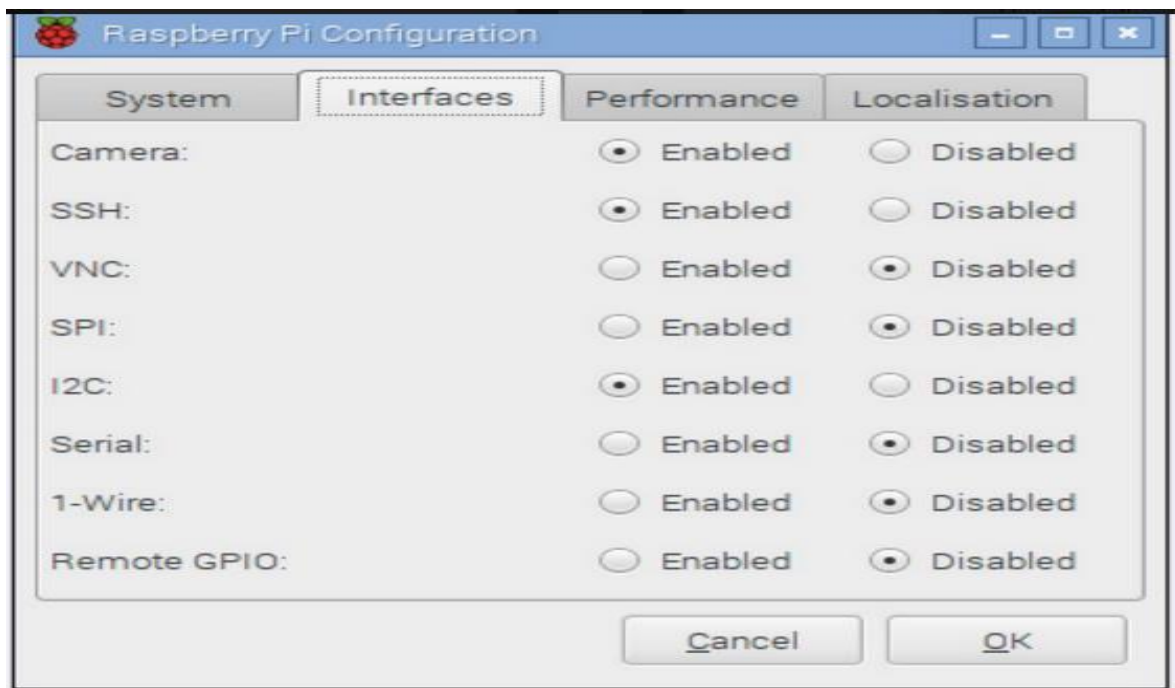 Raspberry Pi Configuration
System Interfaces Performance Localisation
Camera: Enabled Disabled
SSH: Enabled Disabled
VNC: Enabled Disabled
SPI: Enabled Disabled
I2C: Enabled Disabled
Serial: Enabled Disabled
1-Wire: Enabled Disabled
Remote GPIO: Enabled Disabled
Cancel OK